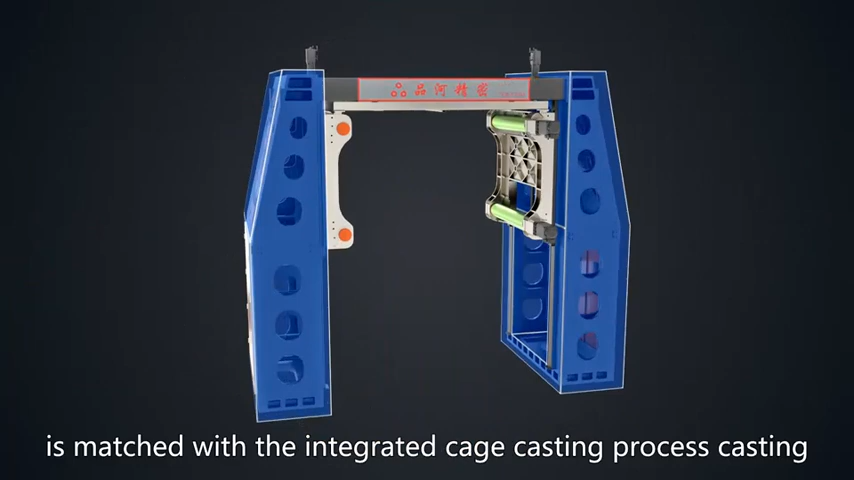 品河精密
is matched with the integrated cage casting process casting